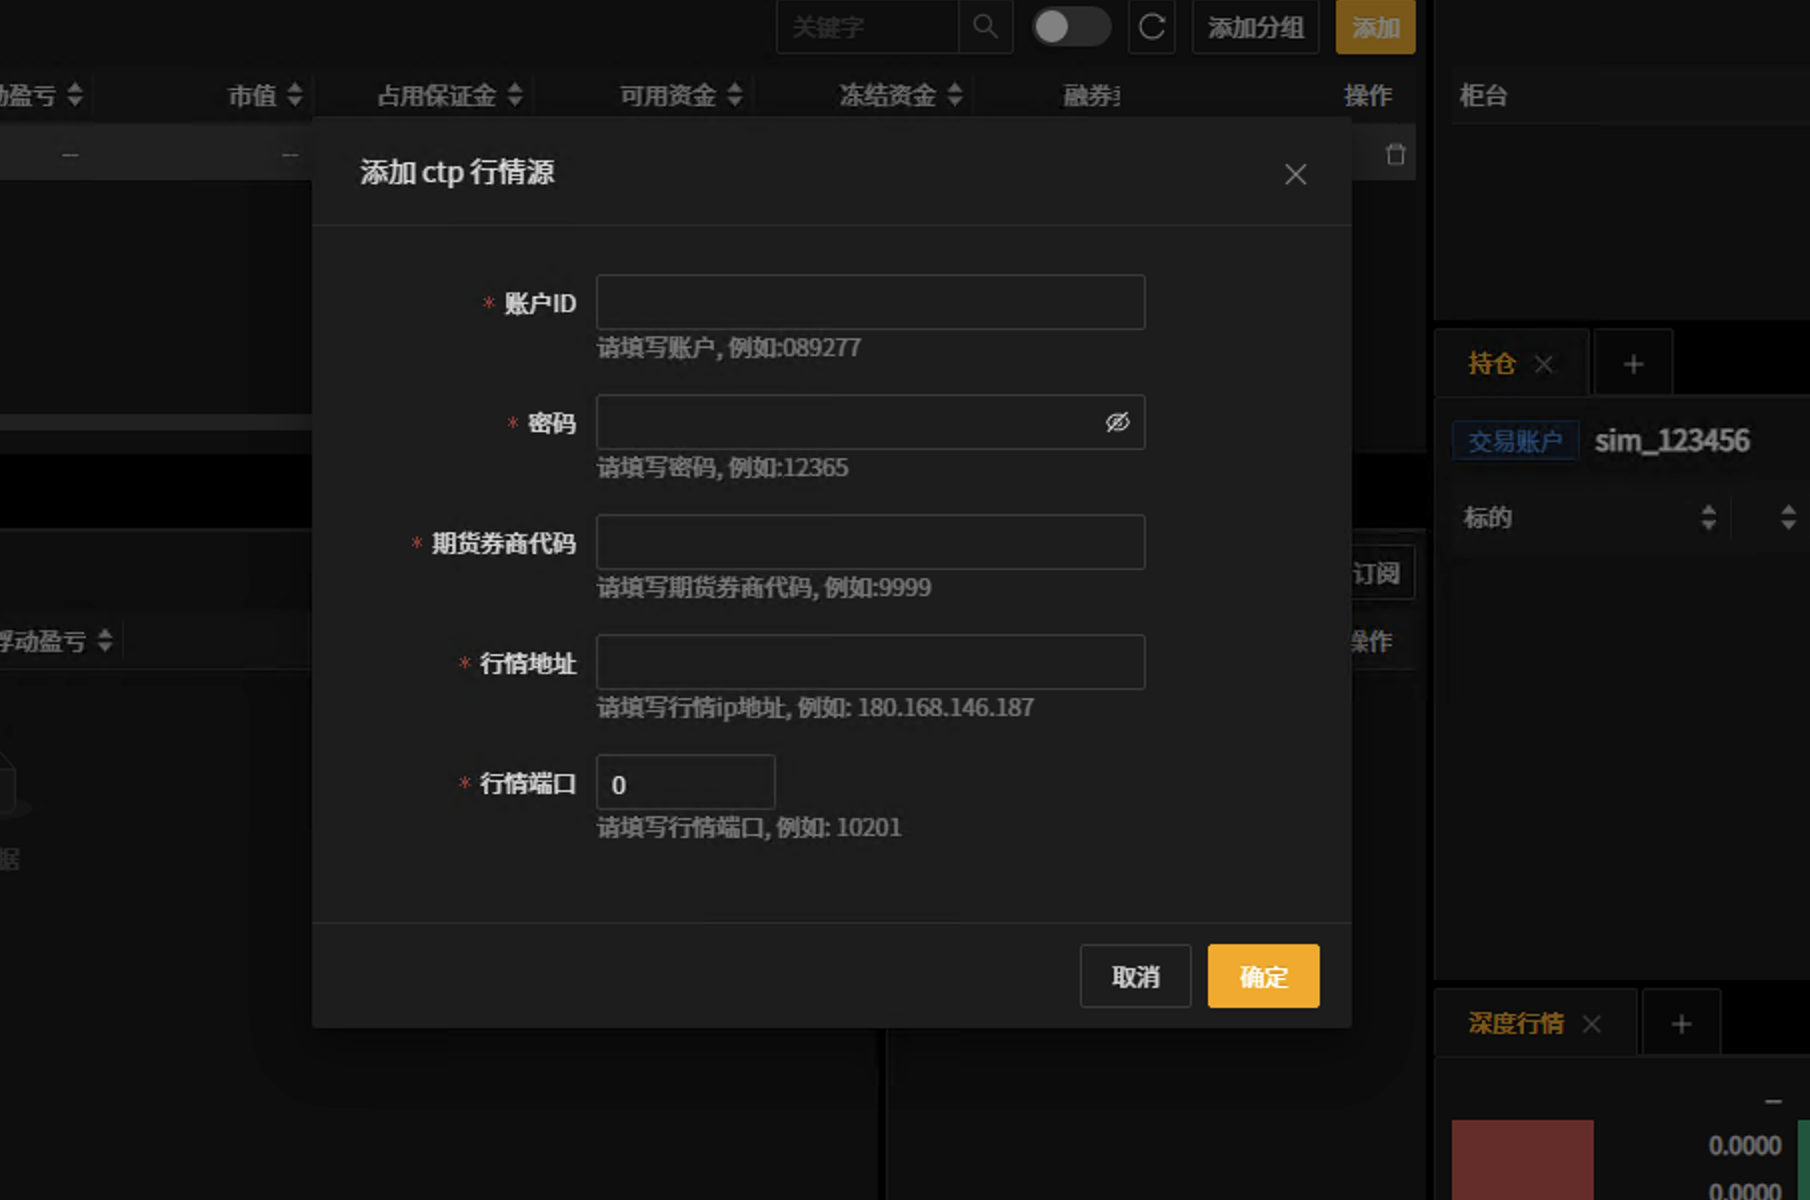 关键字
添加分组
添加
动盈亏
市值
占用保证金
可用资金
冻结资金
融券
操作
柜台
--
--
添加 ctp 行情源
* 账户ID
请填写账户, 例如:089277
* 密码
请填写密码, 例如:12365
* 期货券商代码
请填写期货券商代码, 例如:9999
* 行情地址
请填写行情ip地址, 例如: 180.168.146.187
* 行情端口
0
请填写行情端口, 例如: 10201
取消
确定
持仓
+
交易账户
sim_123456
标的
订阅
浮动盈亏
操作
据
深度行情
+
--
0.0000
0.0000